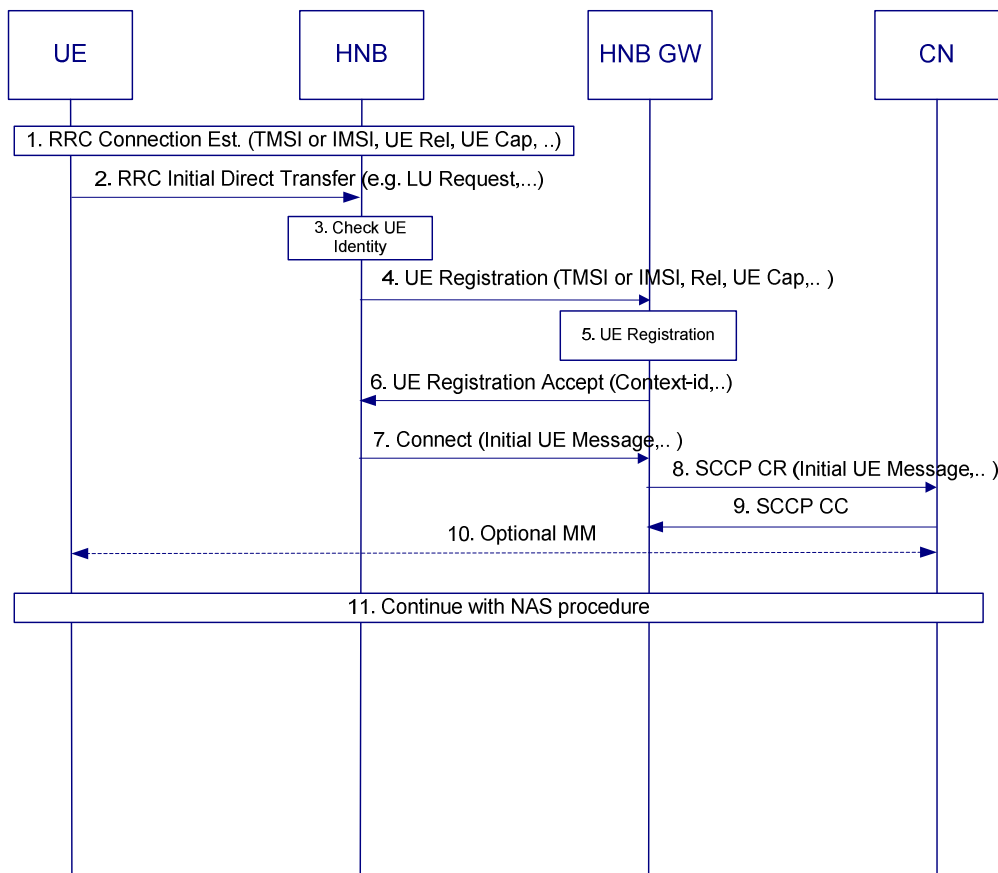 UE
HNB
HNB GW
CN
1. RRC Connection Est. (TMSI or IMSI, UE Rel, UE Cap, ..)
2. RRC Initial Direct Transfer (e.g. LU Request,...)
3. Check UE
Identity
4. UE Registration (TMSI or IMSI, Rel, UE Cap,.. )
5. UE Registration
6. UE Registration Accept (Context-id,..)
7. Connect (Initial UE Message,.. )
8. SCCP CR (Initial UE Message,.. )
9. SCCP CC
10. Optional MM
11. Continue with NAS procedure